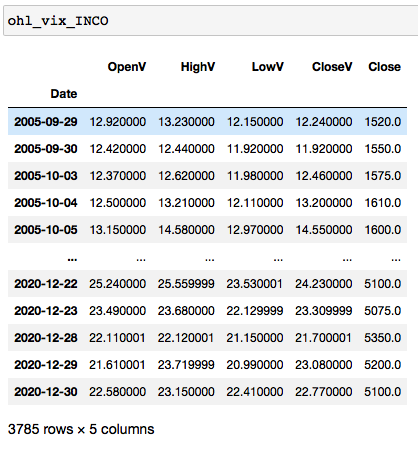 ohl_vix_INCO
OpenV HighV LowV CloseV Close
Date
2005-09-29 12.920000 13.230000 12.150000 12.240000 1520.0
2005-09-30 12.420000 12.440000 11.920000 11.920000 1550.0
2005-10-03 12.370000 12.620000 11.980000 12.460000 1575.0
2005-10-04 12.500000 13.210000 12.110000 13.200000 1610.0
2005-10-05 13.150000 14.580000 12.970000 14.550000 1600.0
... ... ... ... ... ...
2020-12-22 25.240000 25.559999 23.530001 24.230000 5100.0
2020-12-23 23.490000 23.680000 22.129999 23.309999 5075.0
2020-12-28 22.110001 22.120001 21.150000 21.700001 5350.0
2020-12-29 21.610001 23.719999 20.990000 23.080000 5200.0
2020-12-30 22.580000 23.150000 22.410000 22.770000 5100.0
3785 rows × 5 columns